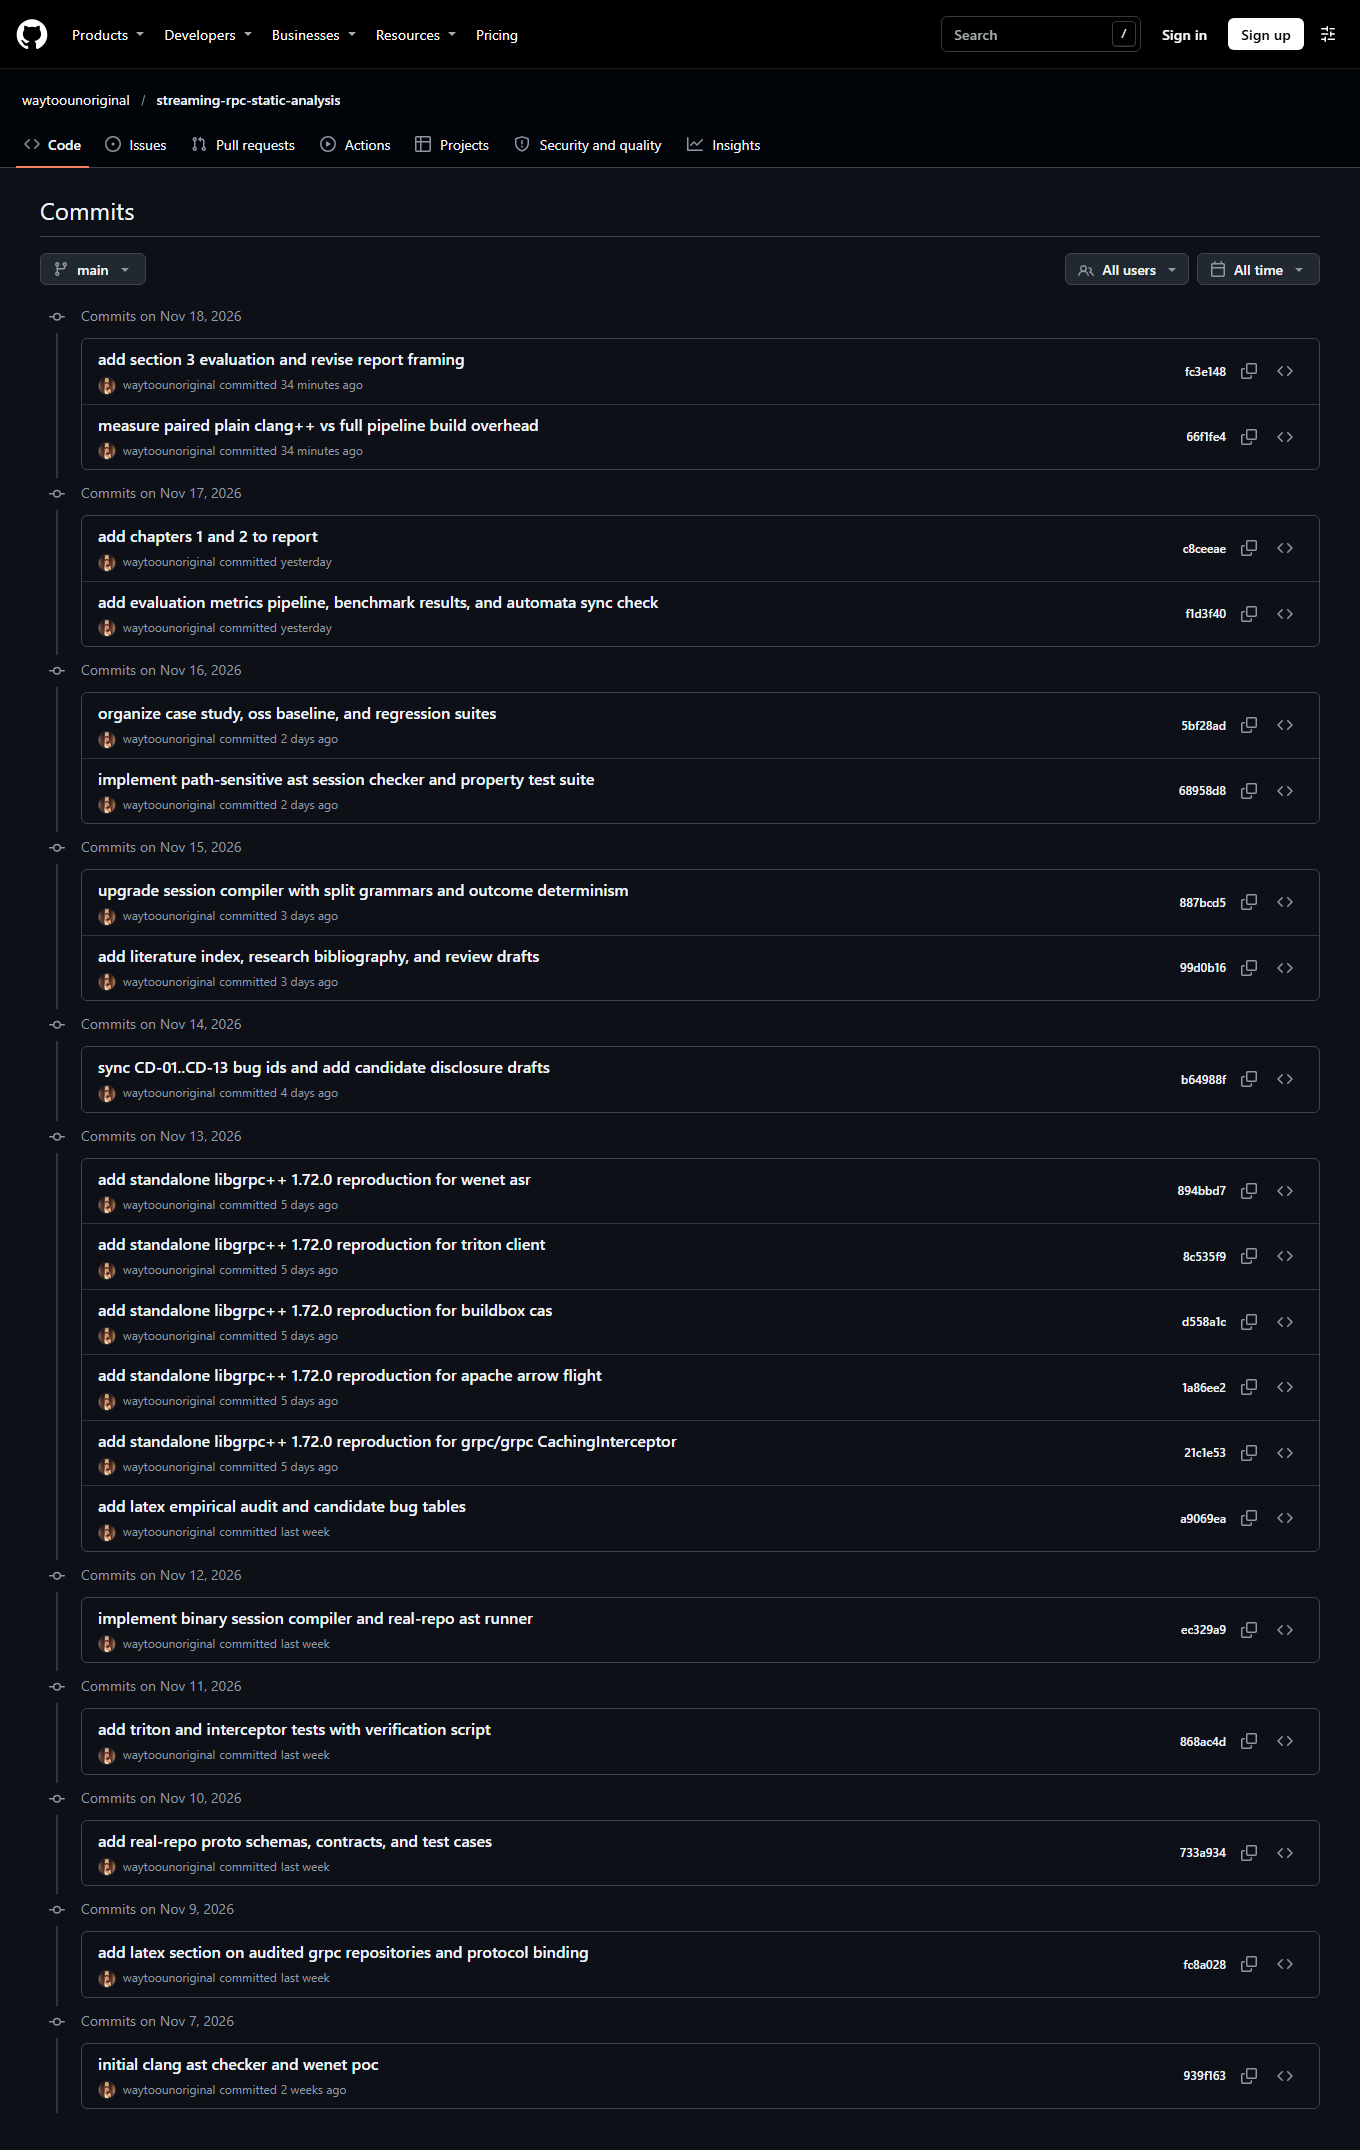 Products Developers Businesses Resources Pricing Search / Sign in Sign up
waytoounoriginal / streaming-rpc-static-analysis
Code Issues Pull requests Actions Projects Security and quality Insights
Commits
main All users All time
Commits on Nov 18, 2026
add section 3 evaluation and revise report framing
waytoounoriginal committed 34 minutes ago
fc3e148
measure paired plain clang++ vs full pipeline build overhead
waytoounoriginal committed 34 minutes ago
66f1fe4
Commits on Nov 17, 2026
add chapters 1 and 2 to report
waytoounoriginal committed yesterday
c8ceeae
add evaluation metrics pipeline, benchmark results, and automata sync check
waytoounoriginal committed yesterday
f1d3f40
Commits on Nov 16, 2026
organize case study, oss baseline, and regression suites
waytoounoriginal committed 2 days ago
5bf28ad
implement path-sensitive ast session checker and property test suite
waytoounoriginal committed 2 days ago
68958d8
Commits on Nov 15, 2026
upgrade session compiler with split grammars and outcome determinism
waytoounoriginal committed 3 days ago
887bcd5
add literature index, research bibliography, and review drafts
waytoounoriginal committed 3 days ago
99d0b16
Commits on Nov 14, 2026
sync CD-01..CD-13 bug ids and add candidate disclosure drafts
waytoounoriginal committed 4 days ago
b64988f
Commits on Nov 13, 2026
add standalone libgrpc++ 1.72.0 reproduction for wenet asr
waytoounoriginal committed 5 days ago
894bbd7
add standalone libgrpc++ 1.72.0 reproduction for triton client
waytoounoriginal committed 5 days ago
8c535f9
add standalone libgrpc++ 1.72.0 reproduction for buildbox cas
waytoounoriginal committed 5 days ago
d558a1c
add standalone libgrpc++ 1.72.0 reproduction for apache arrow flight
waytoounoriginal committed 5 days ago
1a86ee2
add standalone libgrpc++ 1.72.0 reproduction for grpc/grpc CachingInterceptor
waytoounoriginal committed 5 days ago
21c1e53
add latex empirical audit and candidate bug tables
waytoounoriginal committed last week
a9069ea
Commits on Nov 12, 2026
implement binary session compiler and real-repo ast runner
waytoounoriginal committed last week
ec329a9
Commits on Nov 11, 2026
add triton and interceptor tests with verification script
waytoounoriginal committed last week
868ac4d
Commits on Nov 10, 2026
add real-repo proto schemas, contracts, and test cases
waytoounoriginal committed last week
733a934
Commits on Nov 9, 2026
add latex section on audited grpc repositories and protocol binding
waytoounoriginal committed last week
fc8a028
Commits on Nov 7, 2026
initial clang ast checker and wenet poc
waytoounoriginal committed 2 weeks ago
939f163